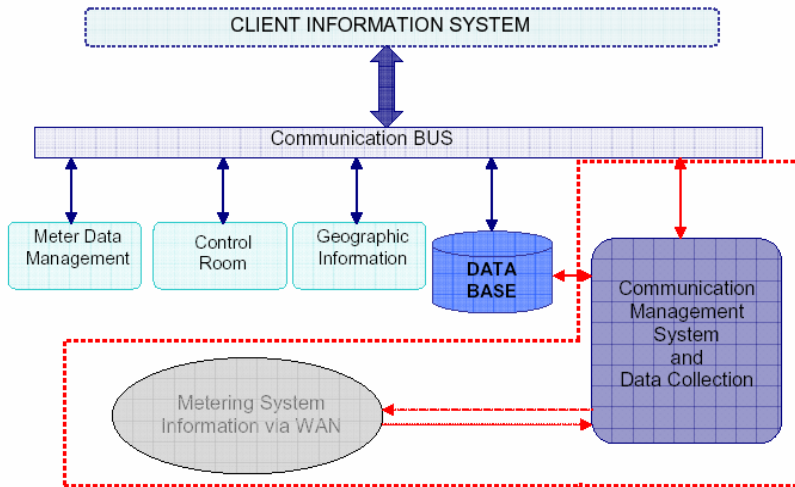 CLIENT INFORMATION SYSTEM
Communication BUS
Meter Data
Management
Control
Room
Geographic
Information
DATA
BASE
Communication
Management
System
and
Data Collection
Metering System
Information via WAN